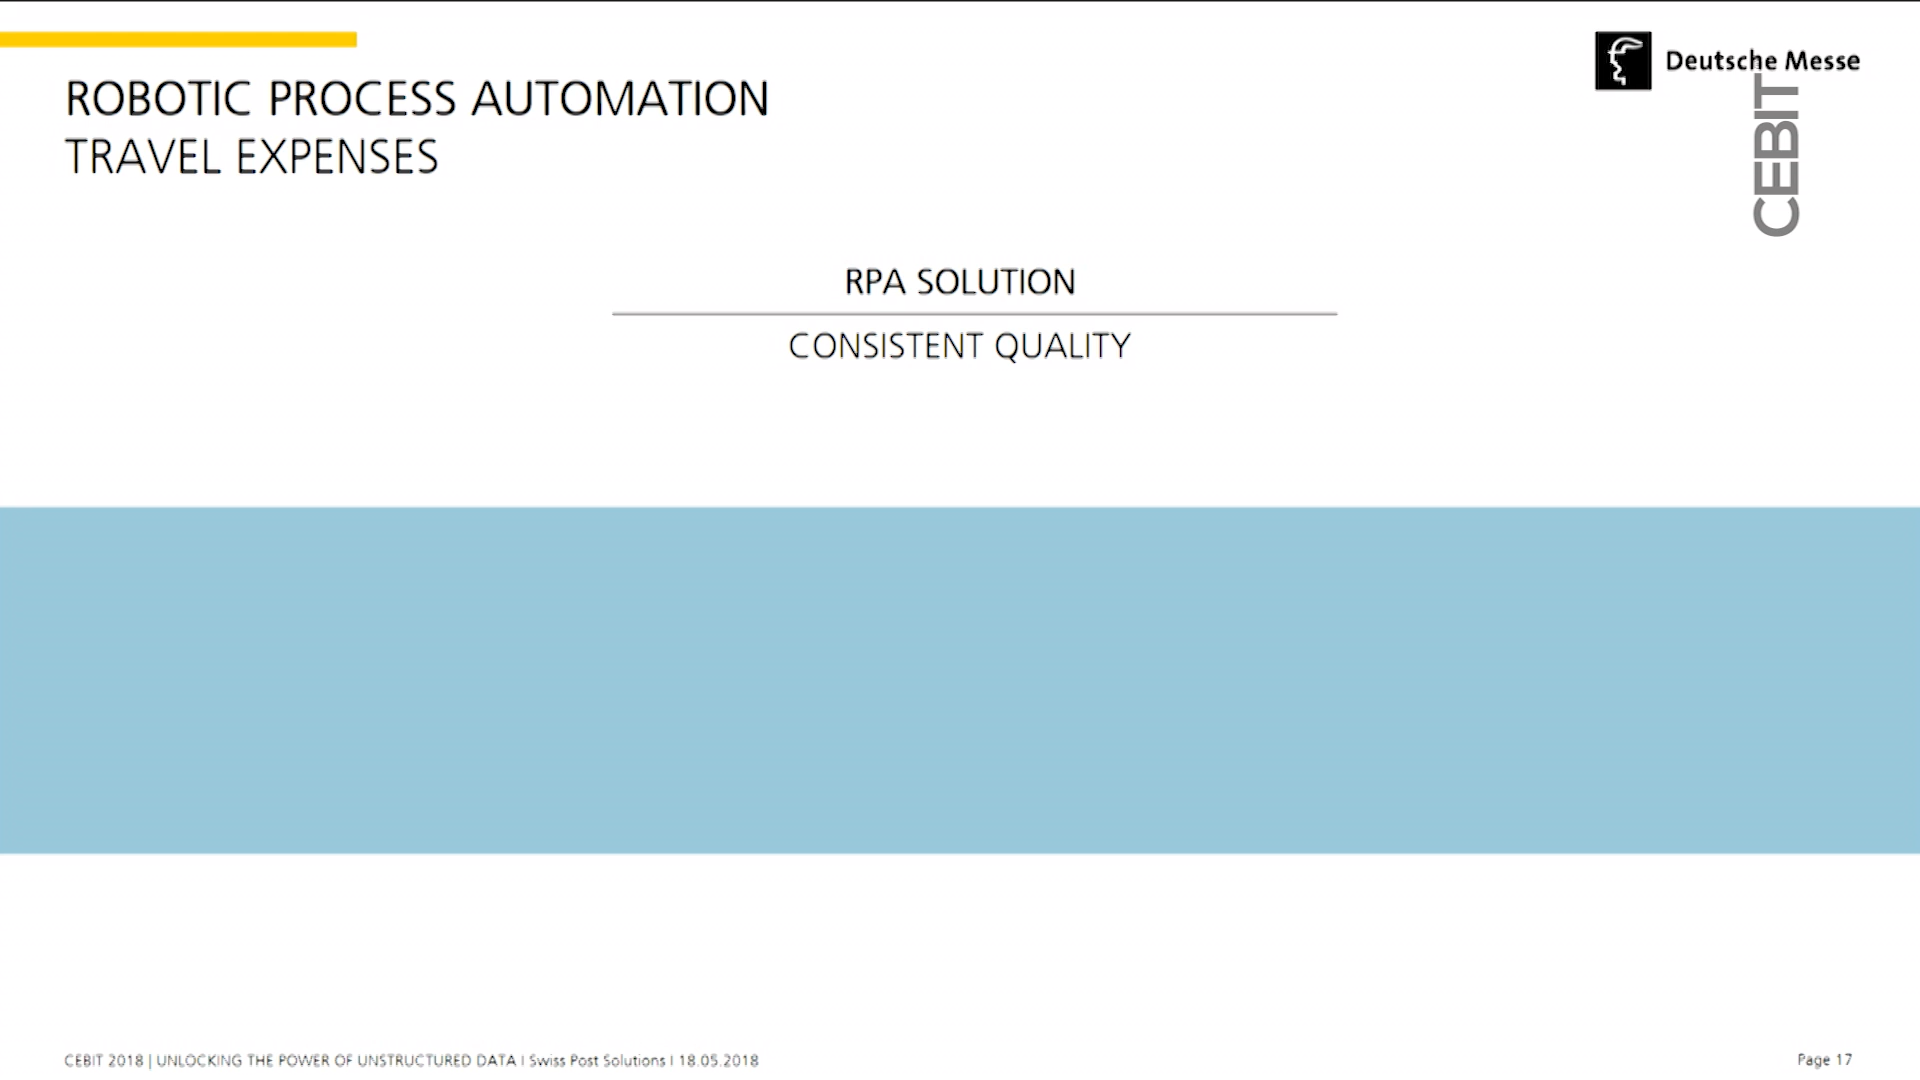 ROBOTIC PROCESS AUTOMATION
TRAVEL EXPENSES
Deutsche Messe
CEBIT
RPA SOLUTION
CONSISTENT QUALITY
CEBIT 2018 | UNLOCKING THE POWER OF UNSTRUCTURED DATA I Swiss Post Solutions I 18.05.2018
Page 17